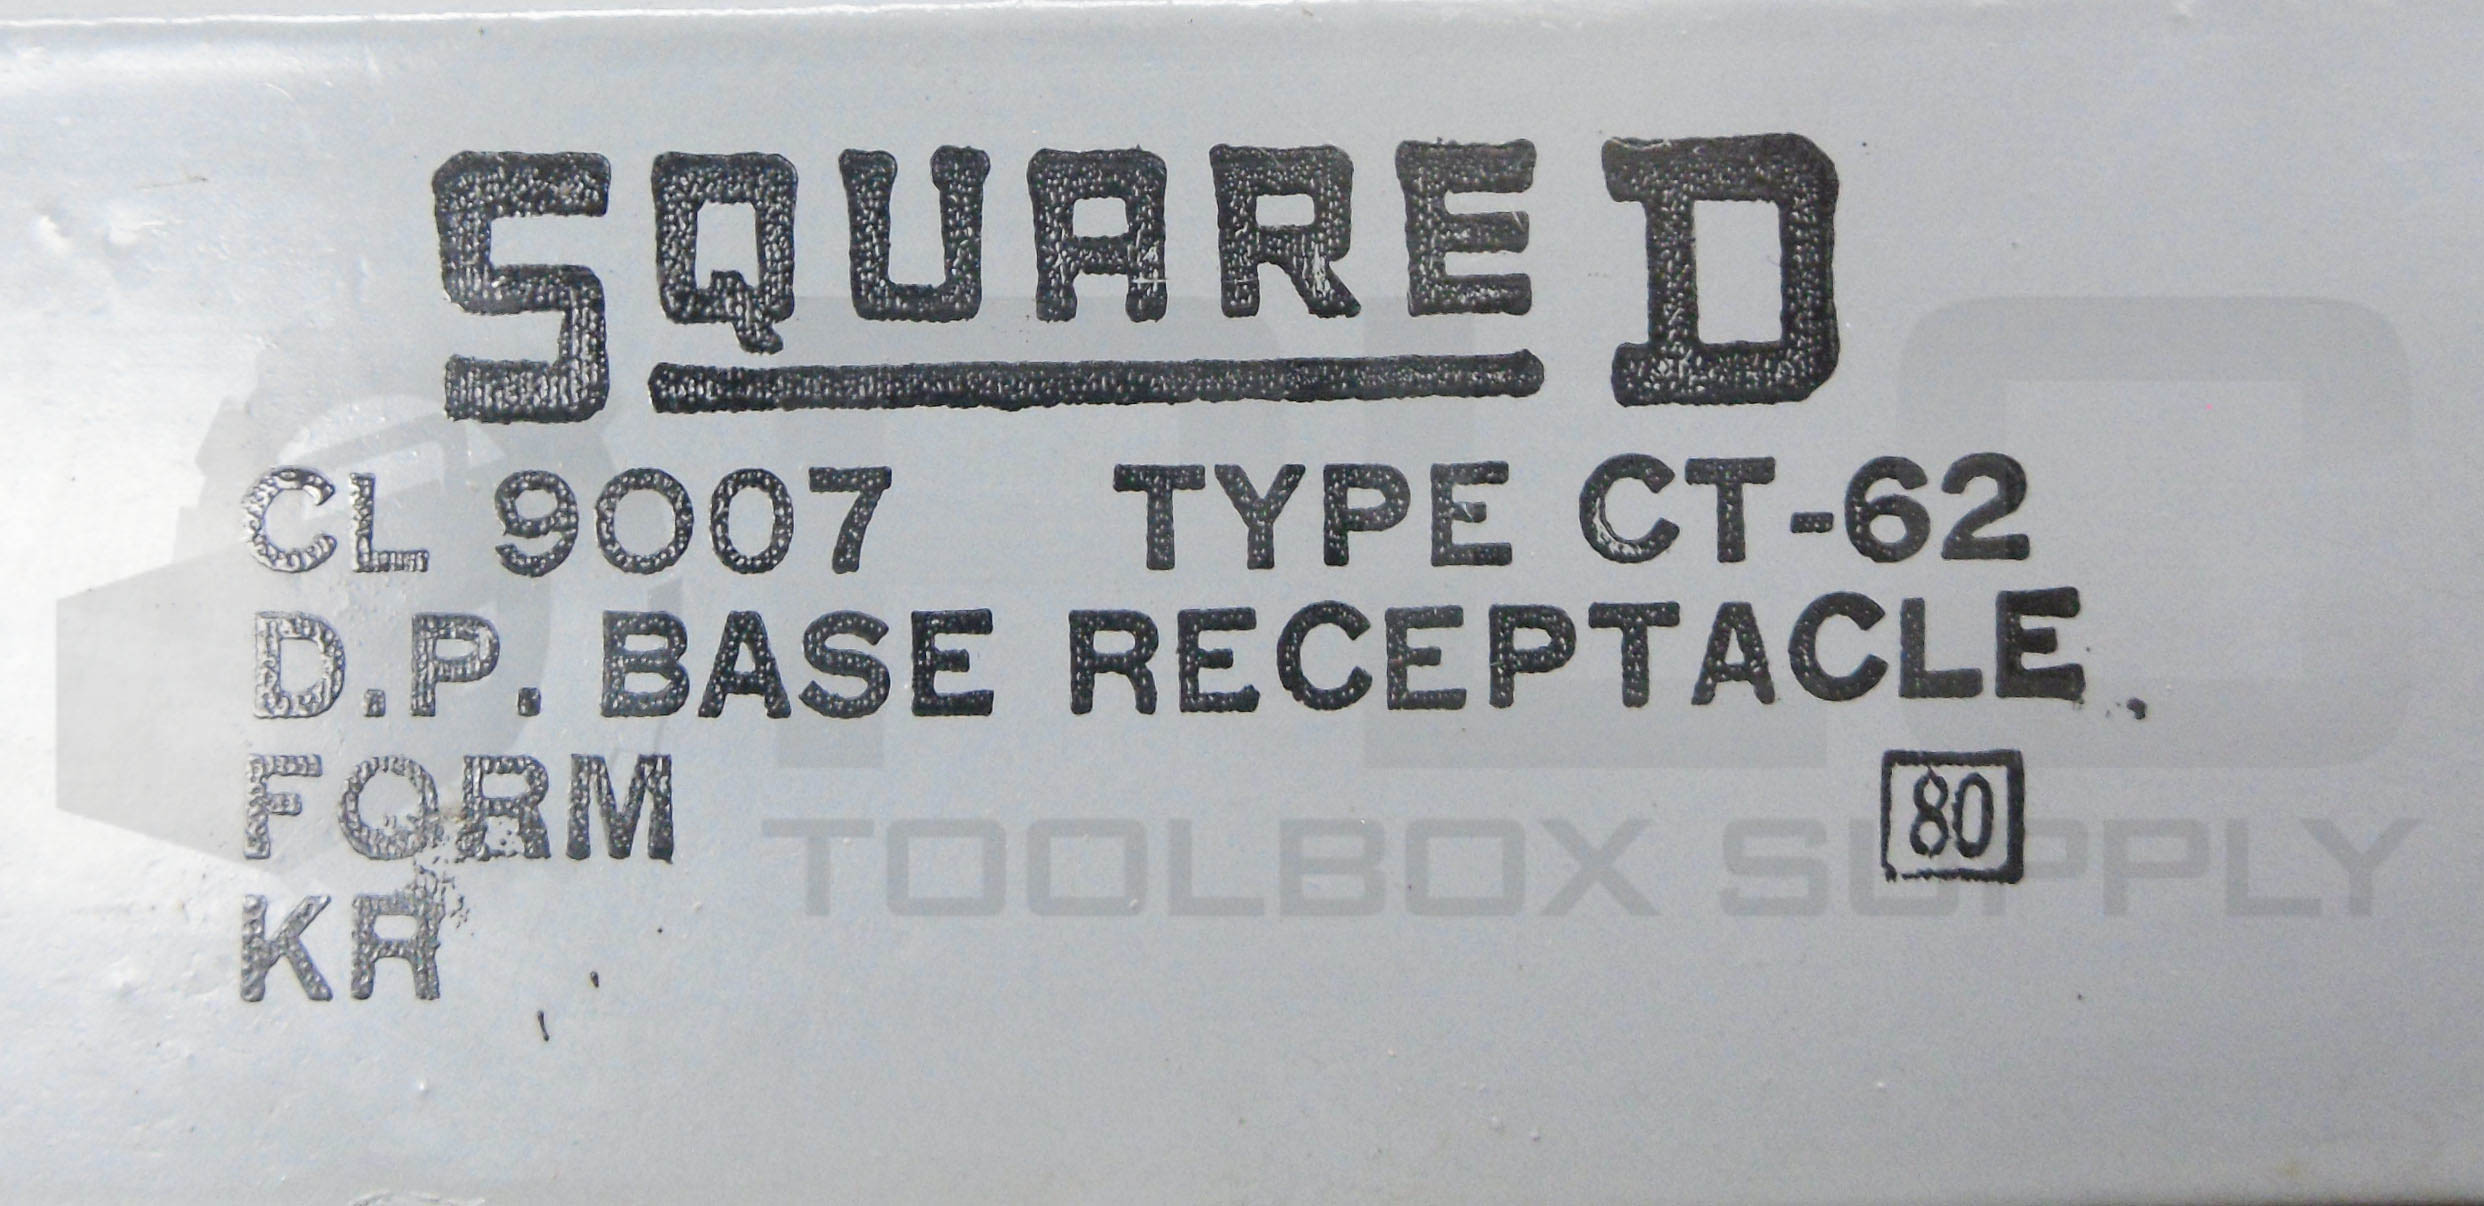 SQUARE D
CL 9007 TYPE CT-62
D.P. BASE RECEPTACLE
FORM
80
KR
TOOLBOX SUPPLY